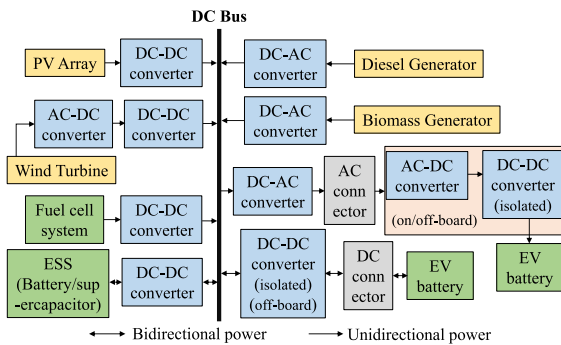 DC Bus
PV Array
DC-DC
converter
DC-AC
converter
Diesel Generator
AC-DC
converter
DC-DC
converter
DC-AC
converter
Biomass Generator
Wind Turbine
DC-AC
converter
AC
conn
ector
AC-DC
converter
DC-DC
converter
(isolated)
(on/off-board)
Fuel cell
system
DC-DC
converter
ESS
(Battery/sup
-ercapacitor)
DC-DC
converter
DC-DC
converter
(isolated)
(off-board)
DC
conn
ector
EV
battery
EV
battery
Bidirectional power
Unidirectional power